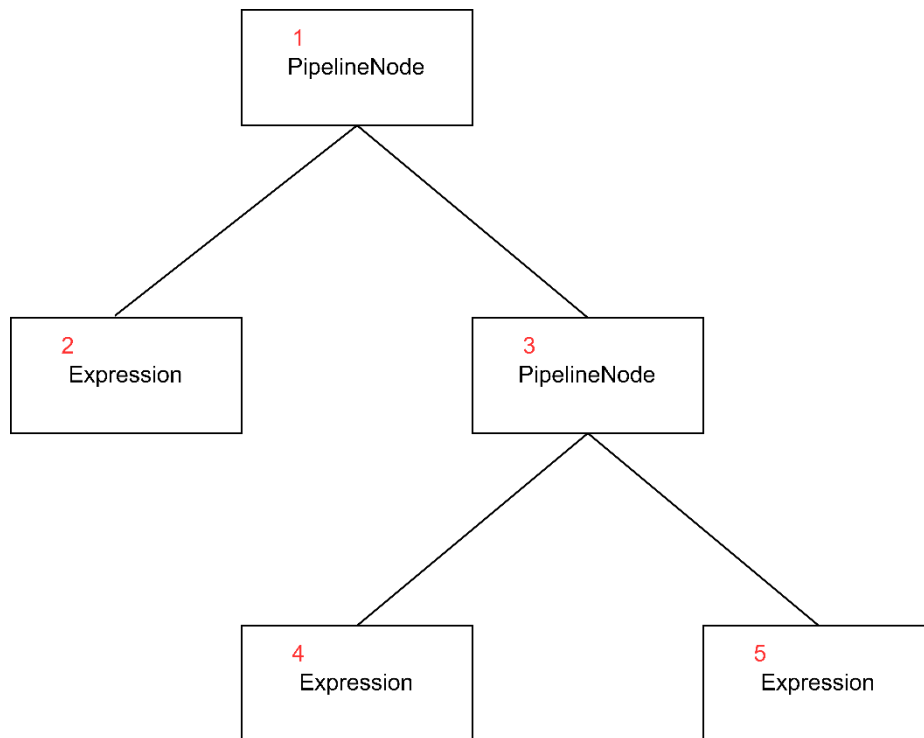 1
PipelineNode
2
Expression
3
PipelineNode
4
Expression
5
Expression